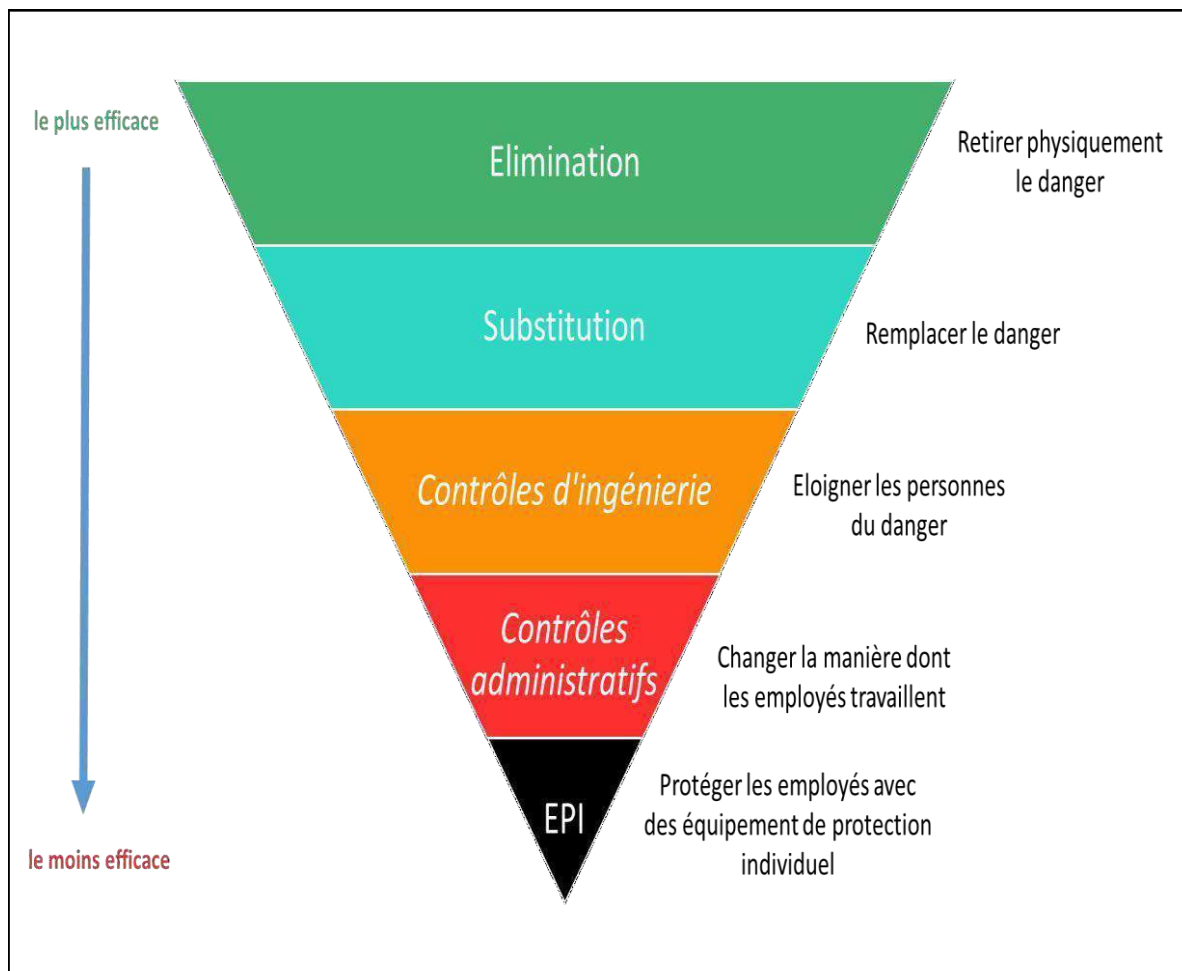 le plus efficace
Elimination
Retirer physiquement
le danger
Substitution
Remplacer le danger
Contrôles d'ingénierie
Eloigner les personnes
du danger
Contrôles
administratifs
Changer la manière dont
les employés travaillent
EPI
Protéger les employés avec
des équipement de protection
individuel
le moins efficace